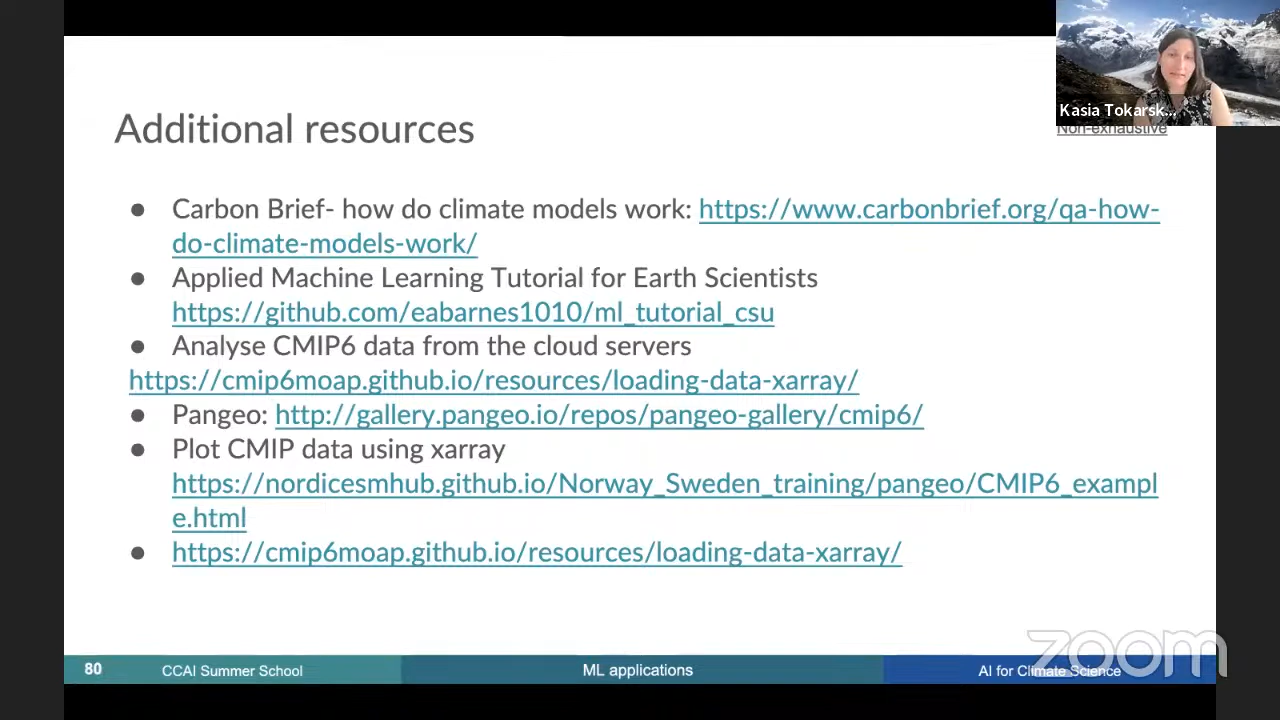 Kasia Tokarsk...
Non-exhaustive
Additional resources
● Carbon Brief- how do climate models work: https://www.carbonbrief.org/qa-how-
do-climate-models-work/
● Applied Machine Learning Tutorial for Earth Scientists
https://github.com/eabarnes1010/ml_tutorial_csu
● Analyse CMIP6 data from the cloud servers
https://cmip6moap.github.io/resources/loading-data-xarray/
● Pangeo: http://gallery.pangeo.io/repos/pangeo-gallery/cmip6/
● Plot CMIP data using xarray
https://nordicesmhub.github.io/Norway_Sweden_training/pangeo/CMIP6_exampl
e.html
● https://cmip6moap.github.io/resources/loading-data-xarray/
80 CCAI Summer School ML applications AI for Climate Science
zoom